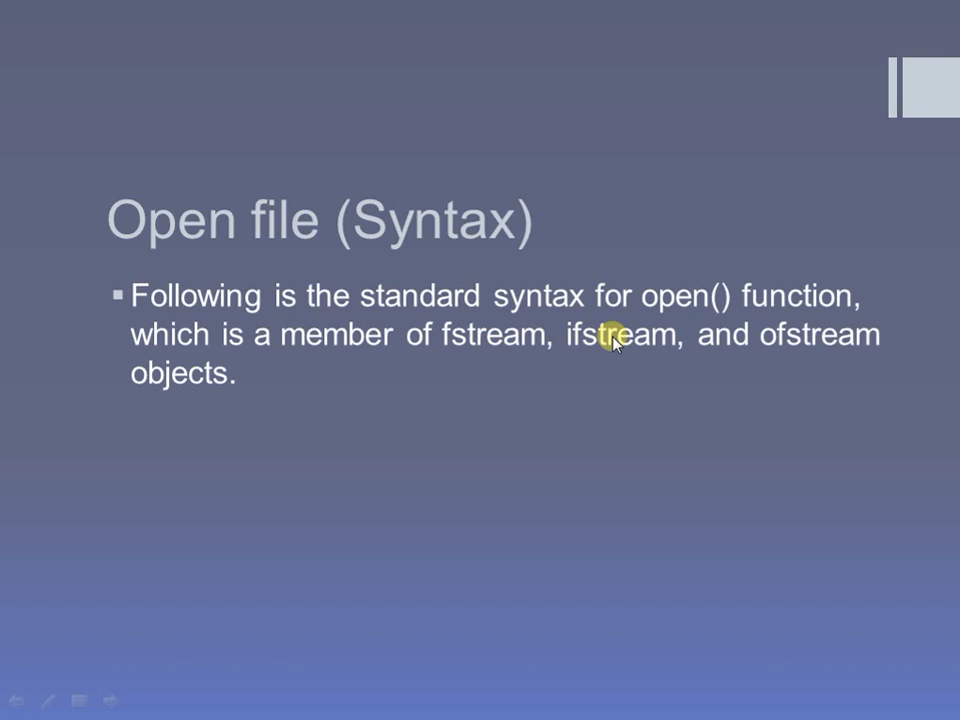 Open file (Syntax)
Following is the standard syntax for open() function,
which is a member of fstream, ifstream, and ofstream
objects.